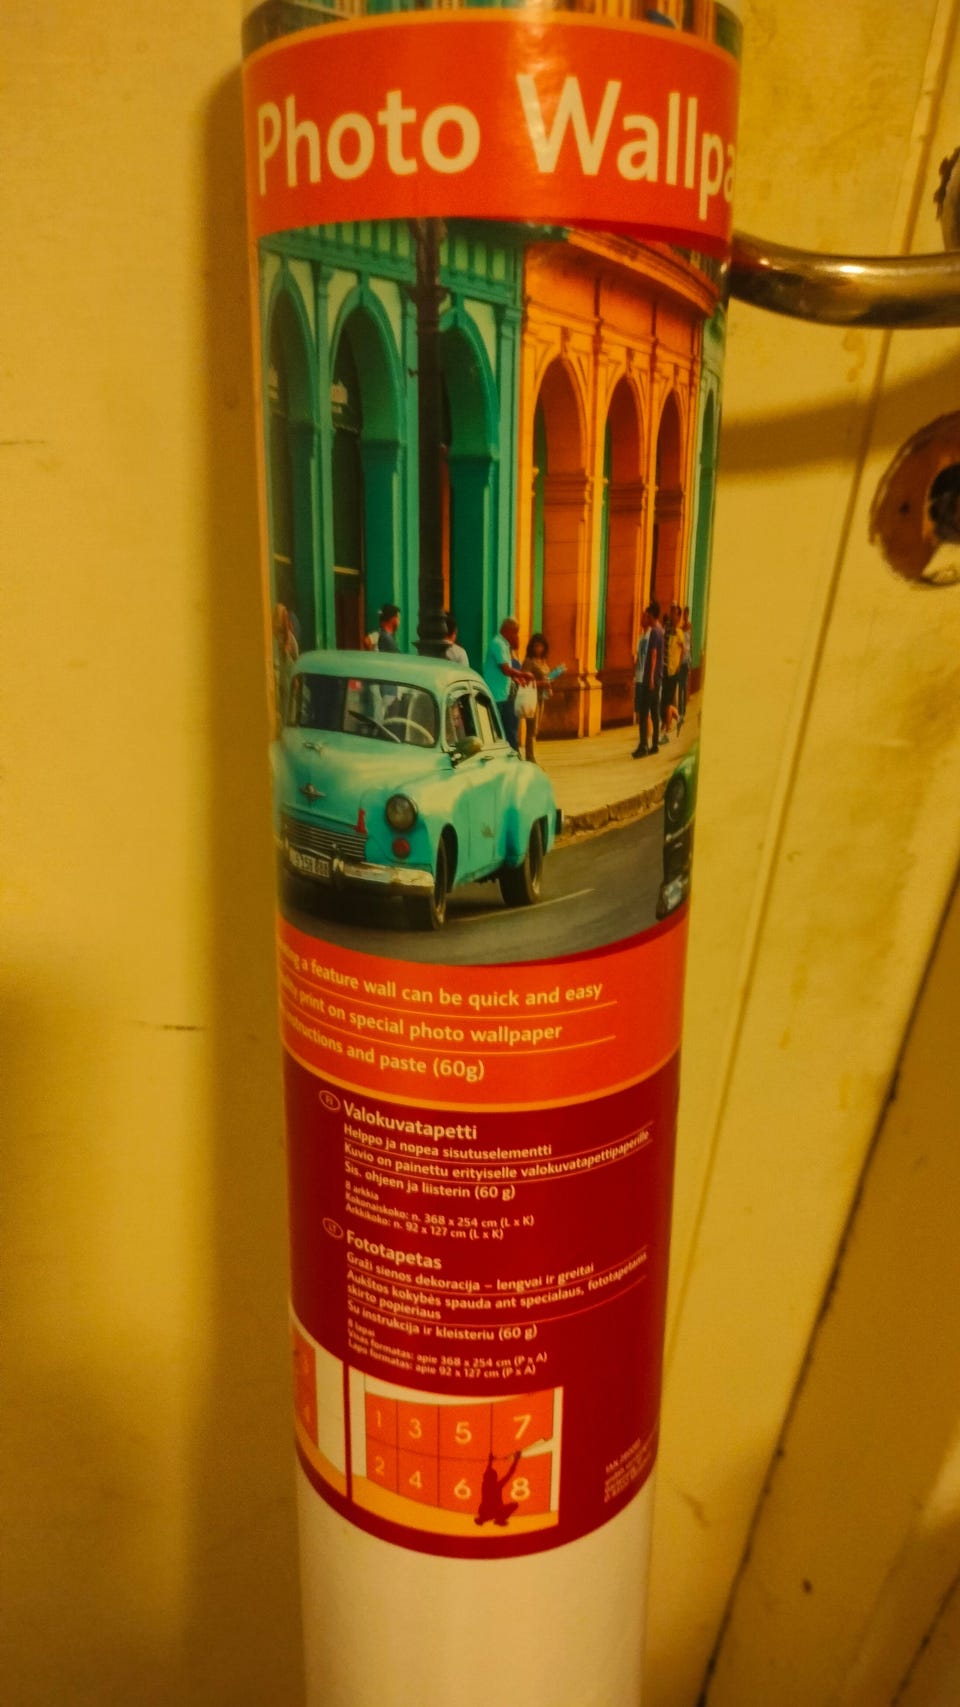 Photo Wallpa
a feature wall can be quick and easy
print on special photo wallpaper
instructions and paste (60g)
FI Valokuvatapetti
Helppo ja nopea sisutuselementti
Kuvio on painettu erityiselle valokuvatapettipaperille
Sis. ohjeen ja liisterin (60 g)
8 arkkia
Kokonaiskoko: n. 368 x 254 cm (L x K)
Arkkikoko: n. 92 x 127 cm (L x K)
LT Fototapetas
Graži sienos dekoracija – lengvai ir greitai
Aukštos kokybės spauda ant specialaus, fototapetams
skirto popieriaus
Su instrukcija ir kleisteriu (60 g)
8 lapai
Visas formatas: apie 368 x 254 cm (P x A)
Lapo formatas: apie 92 x 127 cm (P x A)
1 3 5 7
2 4 6 8